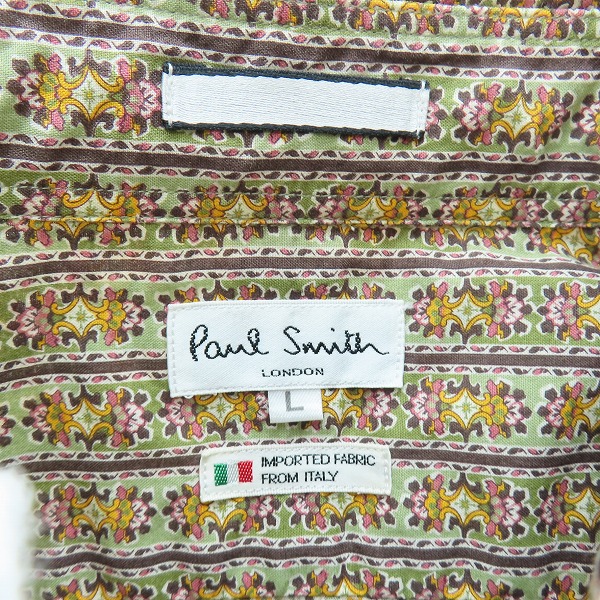 Paul Smith
LONDON
L
IMPORTED FABRIC
FROM ITALY